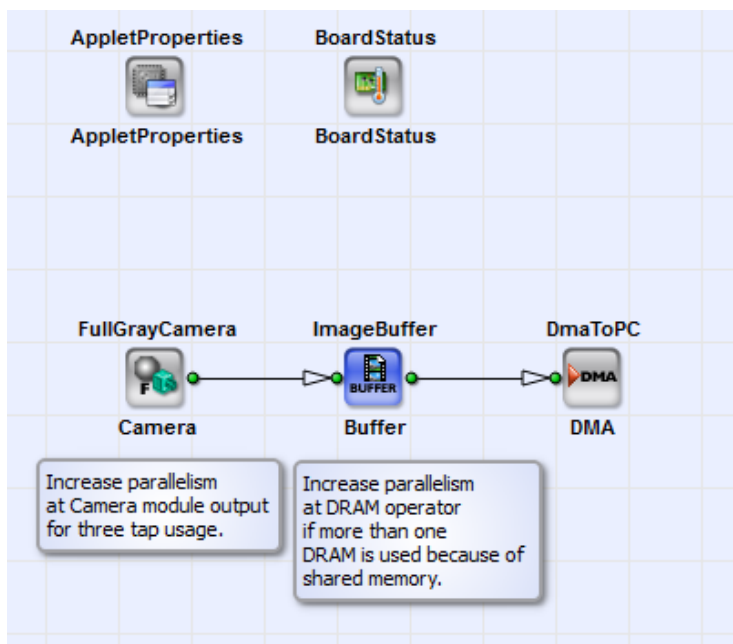 AppletProperties
BoardStatus
AppletProperties
BoardStatus
FullGrayCamera
ImageBuffer
DmaToPC
F
BUFFER
DMA
Camera
Buffer
DMA
Increase parallelism
at Camera module output
for three tap usage.
Increase parallelism
at DRAM operator
if more than one
DRAM is used because of
shared memory.